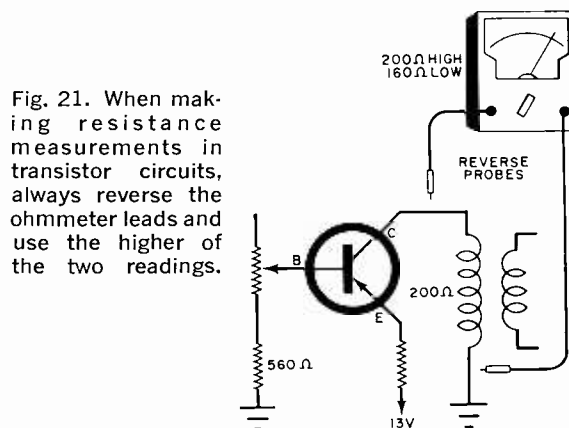 Fig. 21. When mak-
ing resistance
measurements in
transistor circuits,
always reverse the
ohmmeter leads and
use the higher of
the two readings.
200Ω HIGH
160Ω LOW
REVERSE
PROBES
C
B
E
200Ω
560Ω
13V